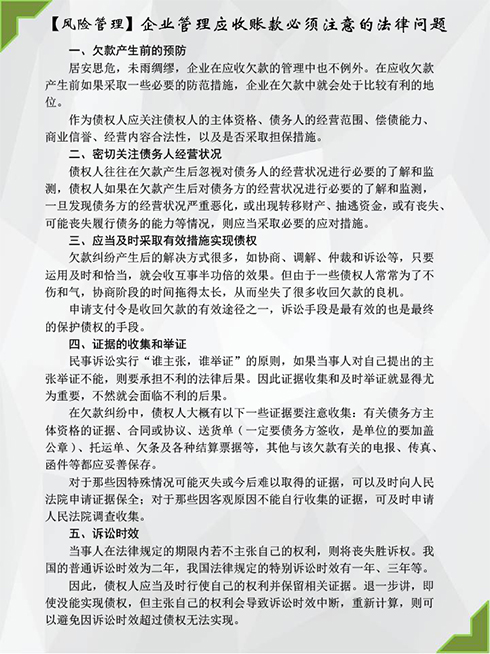 【风险管理】企业管理应收账款必须注意的法律问题
一、欠款产生前的预防
居安思危，未雨绸缪，企业在应收欠款的管理中也不例外。在应收欠款
产生前如果采取一些必要的防范措施，企业在欠款中就会处于比较有利的地
位。
作为债权人应关注债权人的主体资格、债务人的经营范围、偿债能力、
商业信誉、经营内容合法性，以及是否采取担保措施。
二、密切关注债务人经营状况
债权人往往在欠款产生后忽视对债务人的经营状况进行必要的了解和监
测，债权人如果在欠款产生后对债务方的经营状况进行必要的了解和监测，
一旦发现债务方的经营状况严重恶化，或出现转移财产、抽逃资金，或有丧失、
可能丧失履行债务的能力等情况，则应当采取必要的应对措施。
三、应当及时采取有效措施实现债权
欠款纠纷产生后的解决方式很多，如协商、调解、仲裁和诉讼等，只要
运用及时和恰当，就会收互事半功倍的效果。但由于一些债权人常常为了不
伤和气，协商阶段的时间拖得太长，从而坐失了很多收回欠款的良机。
申请支付令是收回欠款的有效途径之一，诉讼手段是最有效的也是最终
的保护债权的手段。
四、证据的收集和举证
民事诉讼实行“谁主张，谁举证”的原则，如果当事人对自己提出的主
张举证不能，则要承担不利的法律后果。因此证据收集和及时举证就显得尤
为重要，不然就会面临不利的后果。
在欠款纠纷中，债权人大概有以下一些证据要注意收集：有关债务方主
体资格的证据、合同或协议、送货单（一定要债务方签收，是单位的要加盖
公章）、托运单、欠条及各种结算票据等，其他与该欠款有关的电报、传真、
函件等都应妥善保存。
对于那些因特殊情况可能灭失或今后难以取得的证据，可以及时向人民
法院申请证据保全；对于那些因客观原因不能自行收集的证据，可及时申请
人民法院调查收集。
五、诉讼时效
当事人在法律规定的期限内若不主张自己的权利，则将丧失胜诉权。我
国的普通诉讼时效为二年，我国法律规定的特别诉讼时效有一年、三年等。
因此，债权人应当及时行使自己的权利并保留相关证据。退一步讲，即
使没能实现债权，但主张自己的权利会导致诉讼时效中断，重新计算，则可
以避免因诉讼时效超过债权无法实现。